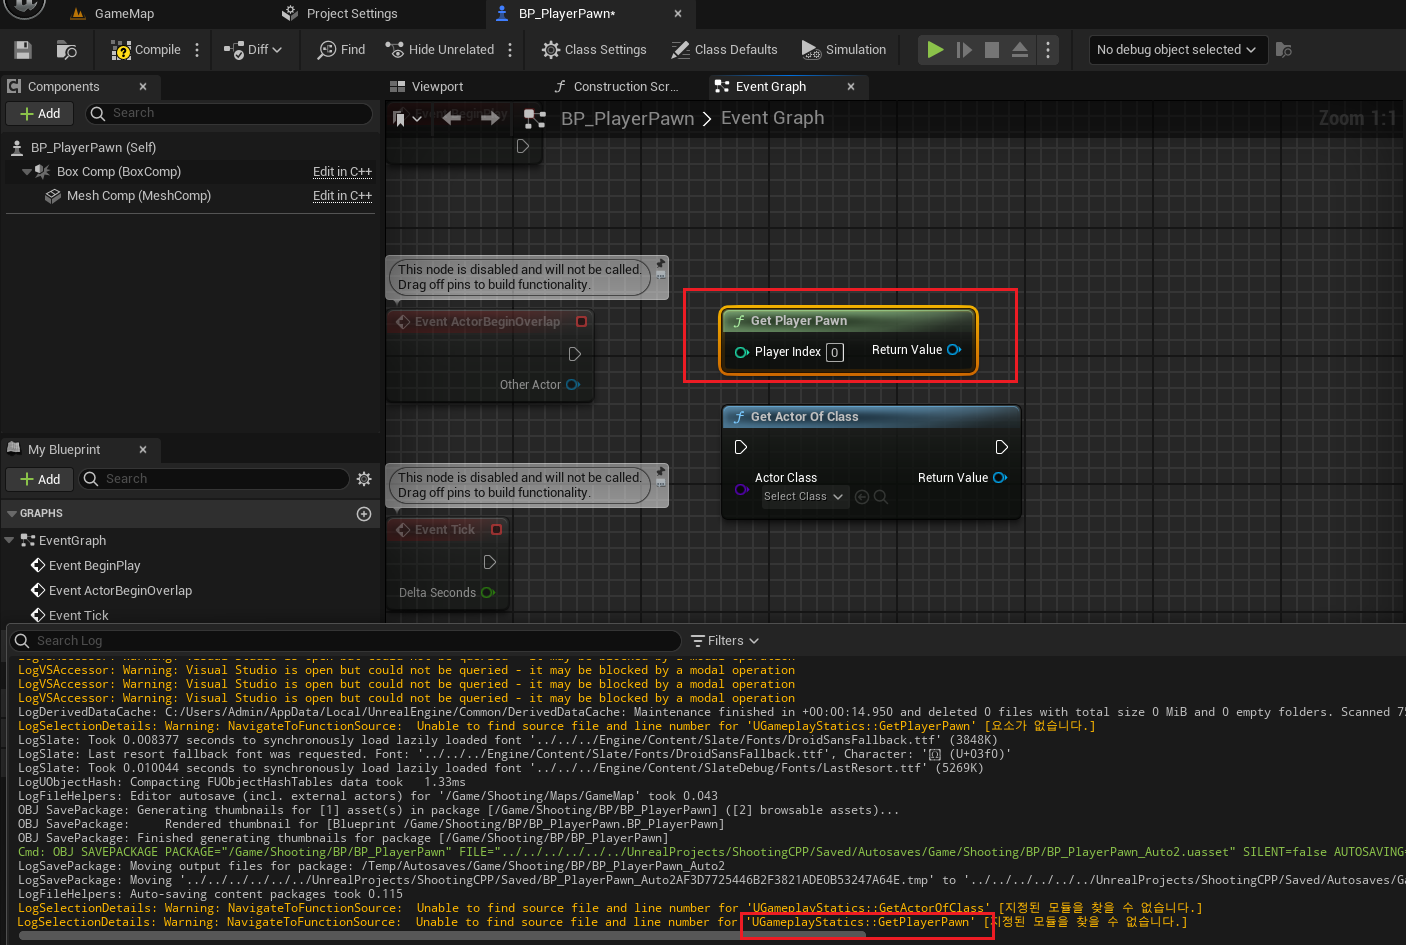 GameMap
Project Settings
BP_PlayerPawn*
Compile
Diff
Find
Hide Unrelated
Class Settings
Class Defaults
Simulation
No debug object selected
Components
Viewport
Construction Scr...
Event Graph
Add
Search
BP_PlayerPawn > Event Graph
Zoom 1:1
BP_PlayerPawn (Self)
Box Comp (BoxComp)
Edit in C++
Mesh Comp (MeshComp)
Edit in C++
Event BeginPlay
This node is disabled and will not be called.
Drag off pins to build functionality.
Event ActorBeginOverlap
Other Actor
Get Player Pawn
Player Index 0
Return Value
Get Actor Of Class
Actor Class
Select Class
Return Value
This node is disabled and will not be called.
Drag off pins to build functionality.
Event Tick
Delta Seconds
My Blueprint
Add
Search
GRAPHS
EventGraph
Event BeginPlay
Event ActorBeginOverlap
Event Tick
Search Log
Filters
LogVSAccessor: Warning: Visual Studio is open but could not be queried - it may be blocked by a modal operation
LogVSAccessor: Warning: Visual Studio is open but could not be queried - it may be blocked by a modal operation
LogVSAccessor: Warning: Visual Studio is open but could not be queried - it may be blocked by a modal operation
LogVSAccessor: Warning: Visual Studio is open but could not be queried - it may be blocked by a modal operation
LogDerivedDataCache: C:/Users/Admin/AppData/Local/UnrealEngine/Common/DerivedDataCache: Maintenance finished in +00:00:14.950 and deleted 0 files with total size 0 MiB and 0 empty folders. Scanned 75
LogSelectionDetails: Warning: NavigateToFunctionSource:  Unable to find source file and line number for 'UGameplayStatics::GetPlayerPawn' [요소가 없습니다.]
LogSlate: Took 0.008377 seconds to synchronously load lazily loaded font '../../../Engine/Content/Slate/Fonts/DroidSansFallback.ttf' (3848K)
LogSlate: Last resort fallback font was requested. Font: '../../../Engine/Content/Slate/Fonts/DroidSansFallback.ttf', Character: '' (U+03f0)'
LogSlate: Took 0.010044 seconds to synchronously load lazily loaded font '../../../Engine/Content/SlateDebug/Fonts/LastResort.ttf' (5269K)
LogUObjectHash: Compacting FUObjectHashTables data took   1.33ms
LogFileHelpers: Editor autosave (incl. external actors) for '/Game/Shooting/Maps/GameMap' took 0.043
OBJ SavePackage: Generating thumbnails for [1] asset(s) in package [/Game/Shooting/BP/BP_PlayerPawn] ([2] browsable assets)...
OBJ SavePackage:     Rendered thumbnail for [Blueprint /Game/Shooting/BP/BP_PlayerPawn.BP_PlayerPawn]
OBJ SavePackage: Finished generating thumbnails for package [/Game/Shooting/BP/BP_PlayerPawn]
Cmd: OBJ SAVEPACKAGE PACKAGE="/Game/Shooting/BP/BP_PlayerPawn" FILE="../../../../../../UnrealProjects/ShootingCPP/Saved/Autosaves/Game/Shooting/BP/BP_PlayerPawn_Auto2.uasset" SILENT=false AUTOSAVING=
LogSavePackage: Moving output files for package: /Temp/Autosaves/Game/Shooting/BP/BP_PlayerPawn_Auto2
LogSavePackage: Moving '../../../../../../UnrealProjects/ShootingCPP/Saved/BP_PlayerPawn_Auto2AF3D7725446B2F3821ADE0B53247A64E.tmp' to '../../../../../../UnrealProjects/ShootingCPP/Saved/Autosaves/Ga
LogFileHelpers: Auto-saving content packages took 0.115
LogSelectionDetails: Warning: NavigateToFunctionSource:  Unable to find source file and line number for 'UGameplayStatics::GetActorOfClass' [지정된 모듈을 찾을 수 없습니다.]
LogSelectionDetails: Warning: NavigateToFunctionSource:  Unable to find source file and line number for 'UGameplayStatics::GetPlayerPawn' [지정된 모듈을 찾을 수 없습니다.]